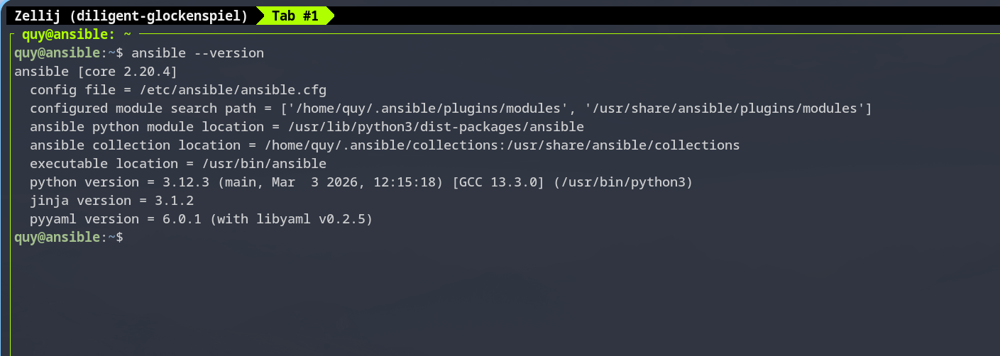 Zellij (diligent-glockenspiel) Tab #1
quy@ansible: ~
quy@ansible:~$ ansible --version
ansible [core 2.20.4]
  config file = /etc/ansible/ansible.cfg
  configured module search path = ['/home/quy/.ansible/plugins/modules', '/usr/share/ansible/plugins/modules']
  ansible python module location = /usr/lib/python3/dist-packages/ansible
  ansible collection location = /home/quy/.ansible/collections:/usr/share/ansible/collections
  executable location = /usr/bin/ansible
  python version = 3.12.3 (main, Mar  3 2026, 12:15:18) [GCC 13.3.0] (/usr/bin/python3)
  jinja version = 3.1.2
  pyyaml version = 6.0.1 (with libyaml v0.2.5)
quy@ansible:~$